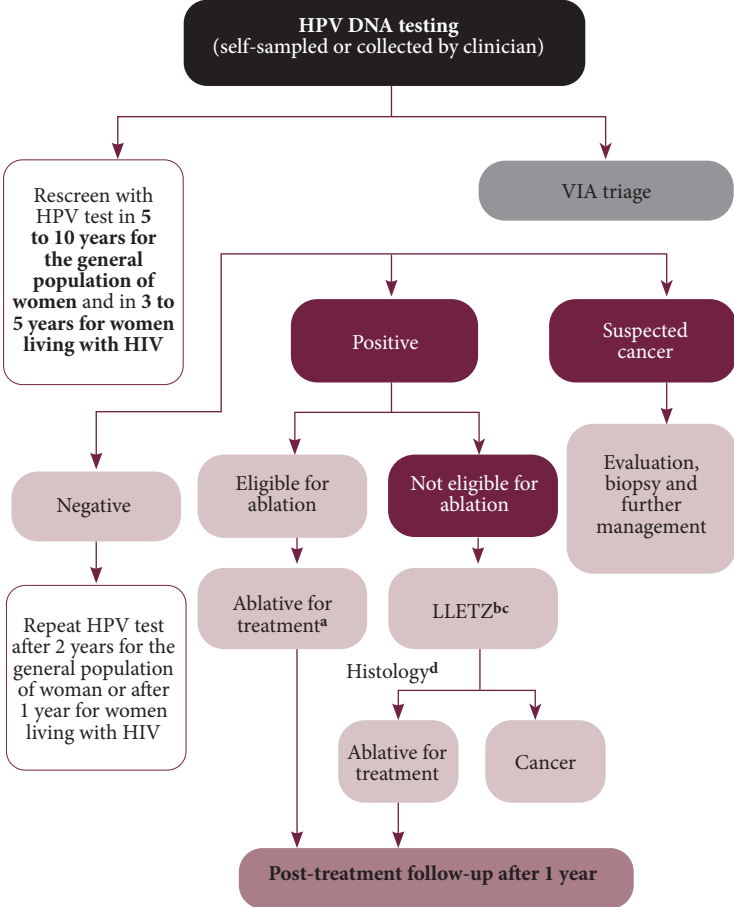 HPV DNA testing
(self-sampled or collected by clinician)
Rescreen with
HPV test in 5
to 10 years for
the general
population of
women and in 3 to
5 years for women
living with HIV
VIA triage
Positive
Suspected
cancer
Negative
Eligible for
ablation
Not eligible for
ablation
Evaluation,
biopsy and
further
management
Repeat HPV test
after 2 years for the
general population
of woman or after
1 year for women
living with HIV
Ablative for
treatmentᵃ
LLETZᵇᶜ
Histologyᵈ
Ablative for
treatment
Cancer
Post-treatment follow-up after 1 year